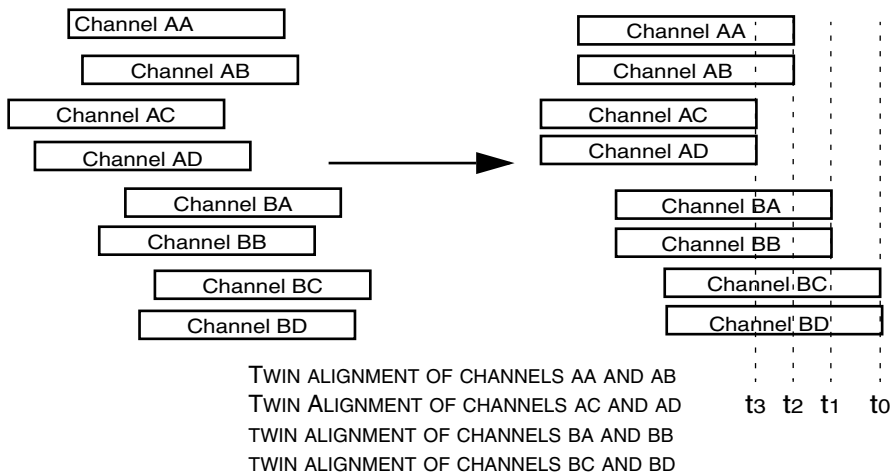 Channel AA
Channel AB
Channel AC
Channel AD
Channel BA
Channel BB
Channel BC
Channel BD
Channel AA
Channel AB
Channel AC
Channel AD
Channel BA
Channel BB
Channel BC
Channel BD
t3 t2 t1 t0
TWIN ALIGNMENT OF CHANNELS AA AND AB
TWIN ALIGNMENT OF CHANNELS AC AND AD
TWIN ALIGNMENT OF CHANNELS BA AND BB
TWIN ALIGNMENT OF CHANNELS BC AND BD